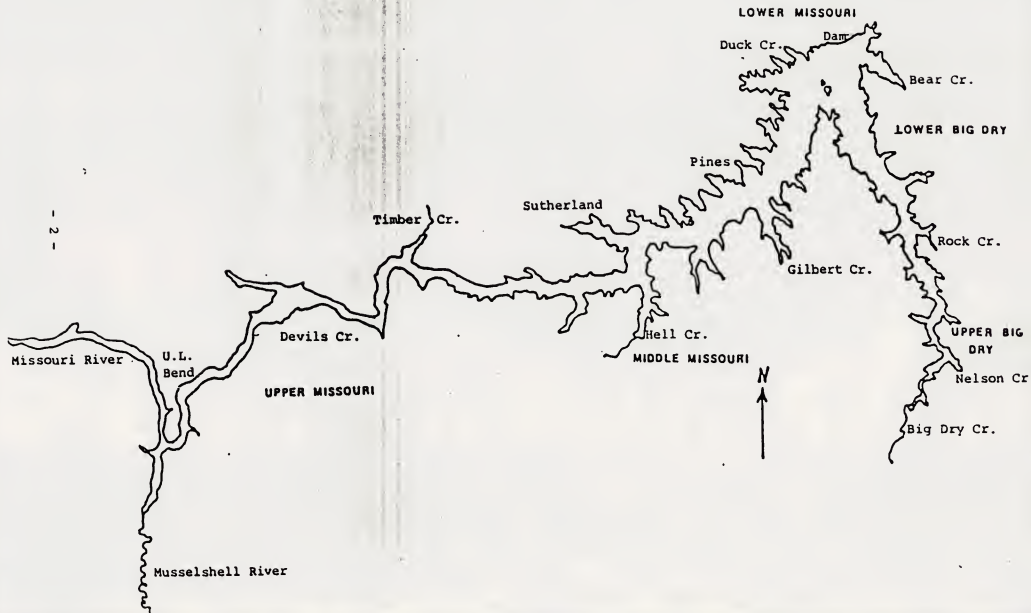 LOWER MISSOURI
Dam
Duck Cr.
Bear Cr.
LOWER BIG DRY
Pines
- 2 -
Sutherland
Timber Cr.
Rock Cr.
Gilbert Cr.
Devils Cr.
Hell Cr.
UPPER BIG
DRY
Missouri River
U.L.
Bend
MIDDLE MISSOURI
Nelson Cr
UPPER MISSOURI
N
Big Dry Cr.
Musselshell River